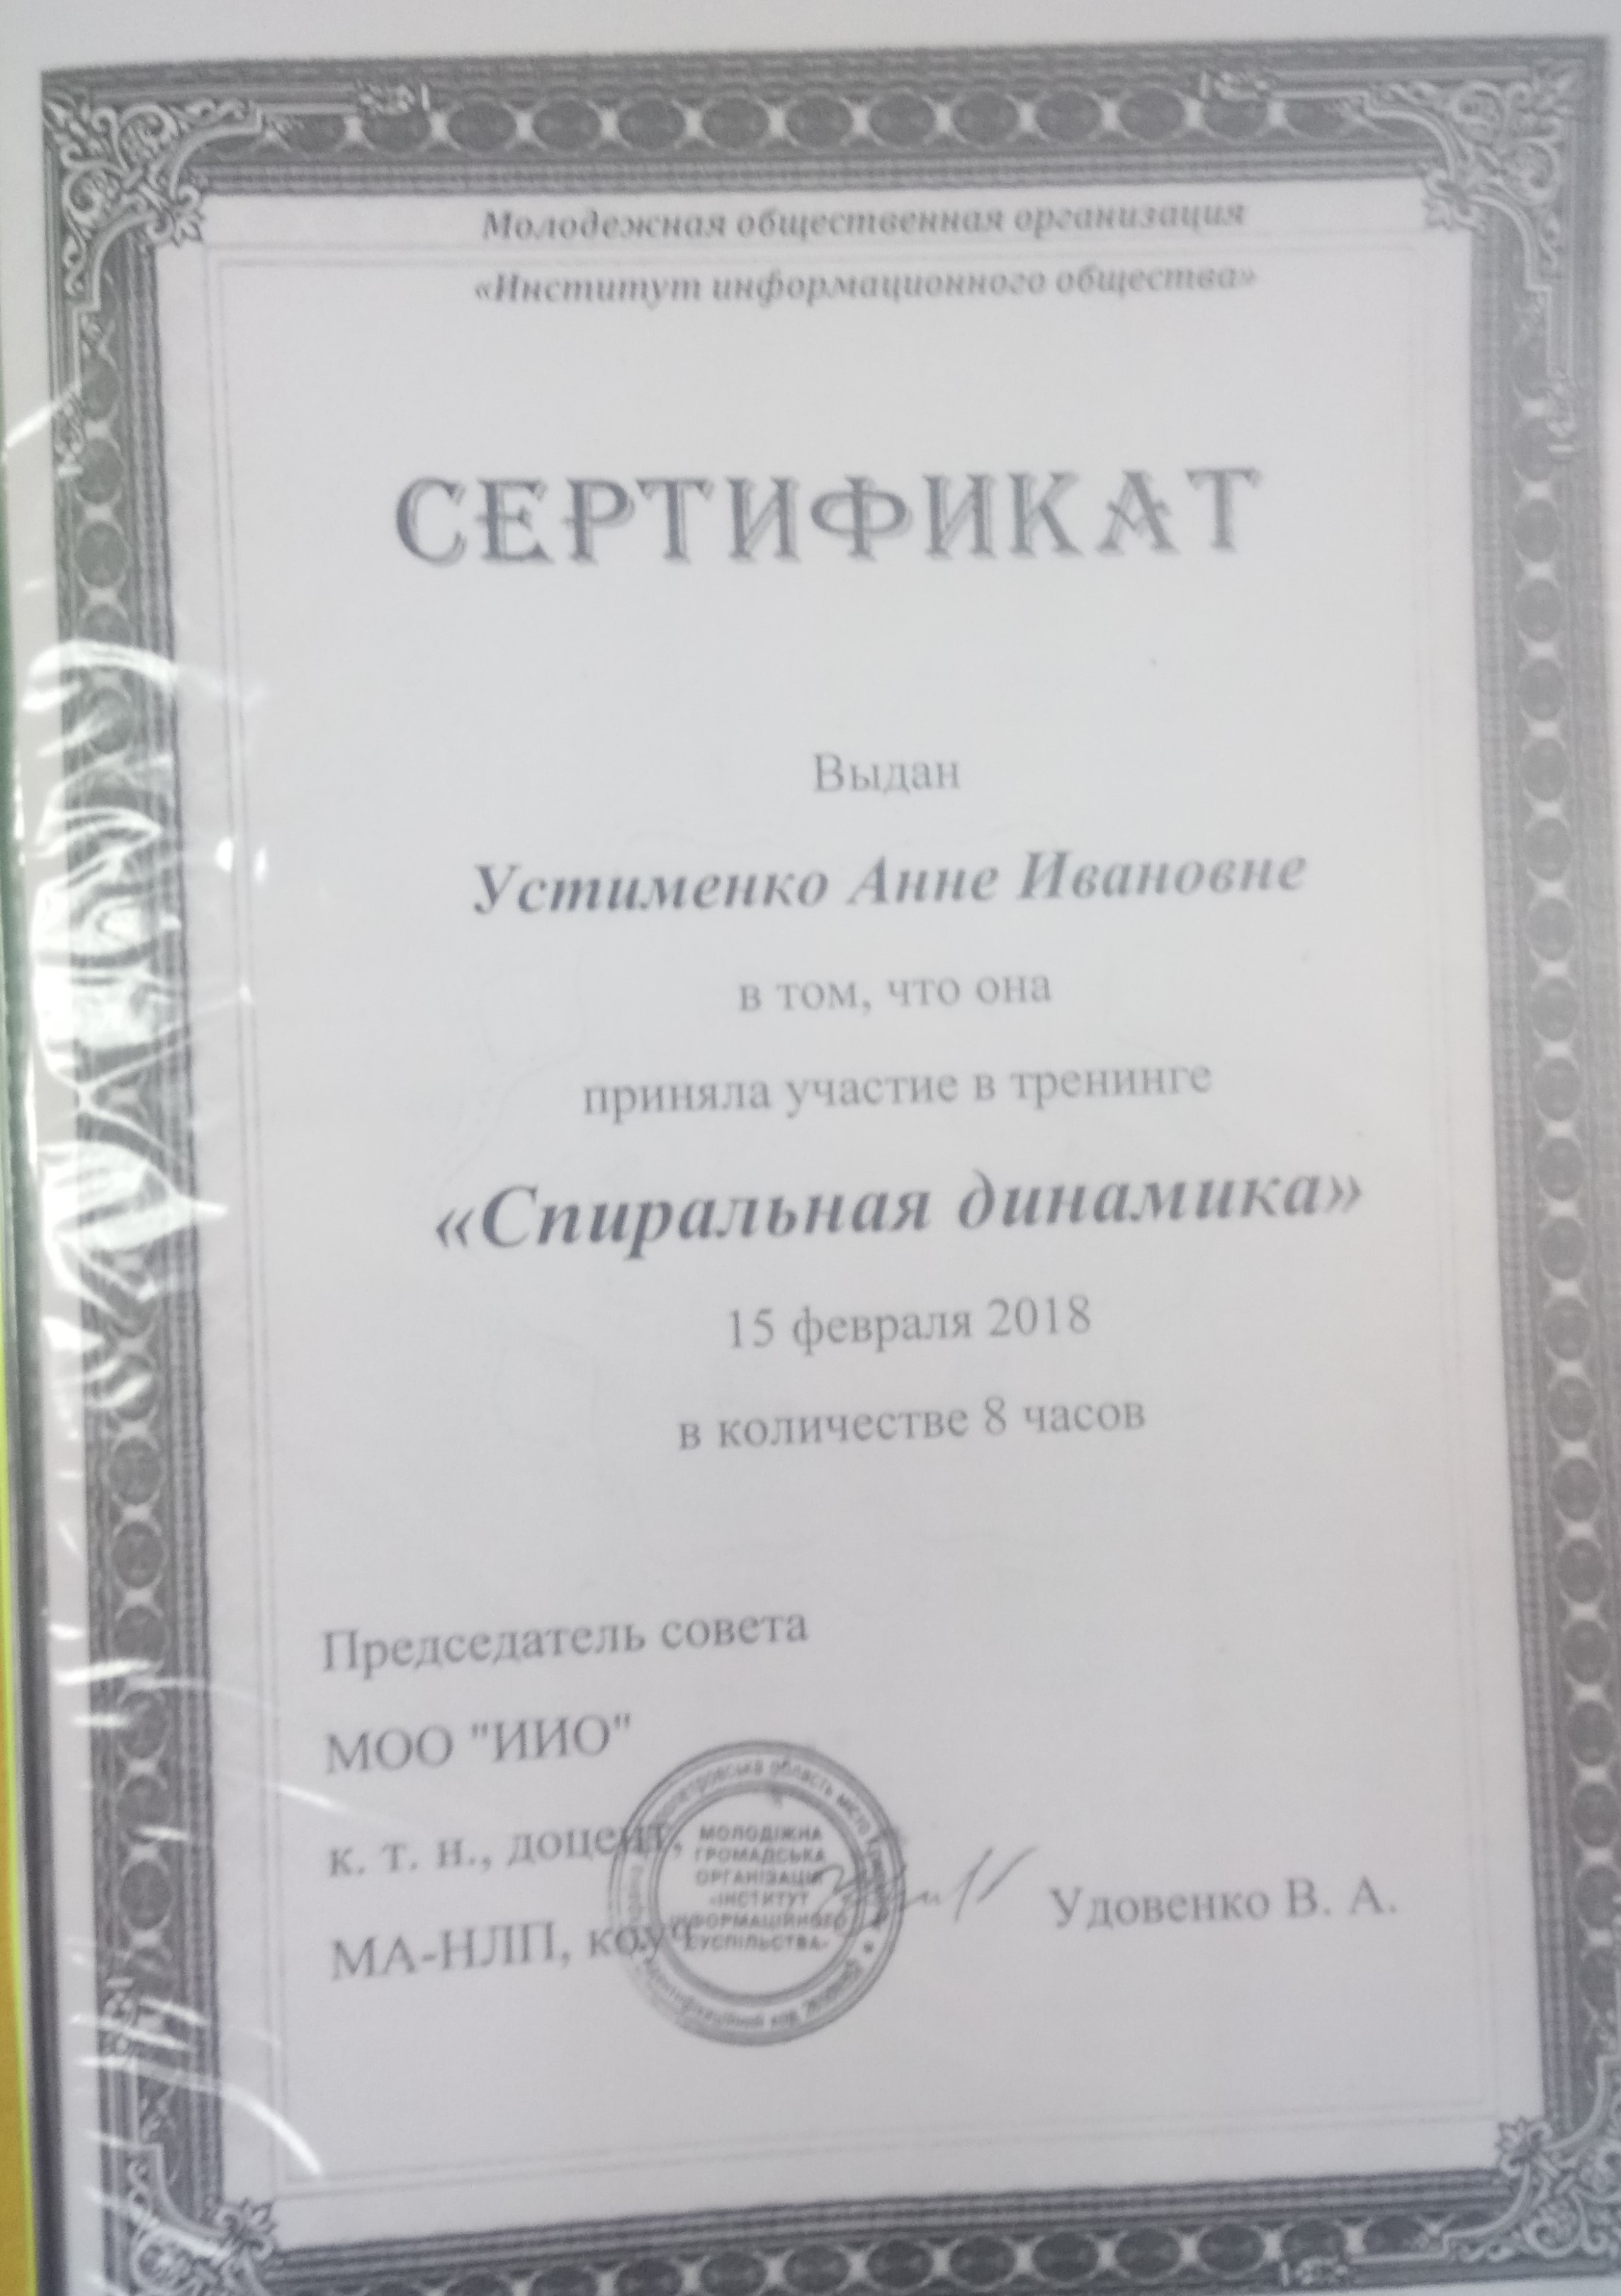 Молодежная общественная организация
«Институт информационного общества»
СЕРТИФИКАТ
Выдан
Устименко Анне Ивановне
в том, что она
приняла участие в тренинге
«Спиральная динамика»
15 февраля 2018
в количестве 8 часов
Председатель совета
МОО "ИИО"
к. т. н., доцент,
МА-НЛП, коуч
Удовенко В. А.
область місто
МОЛОДІЖНА
ГРОМАДСЬКА
ОРГАНІЗАЦІЯ
«ІНСТИТУТ
ІНФОРМАЦІЙНОГО
СУСПІЛЬСТВА»